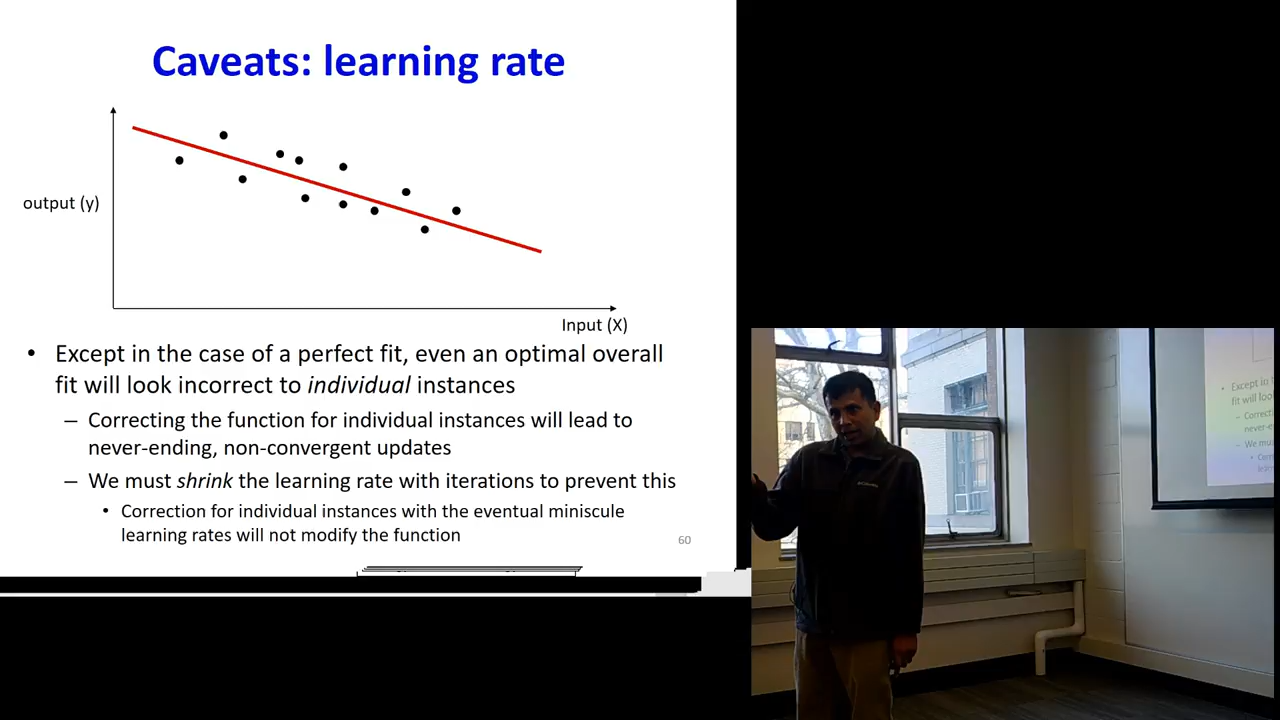 Caveats: learning rate
output (y)
Input (X)
• Except in the case of a perfect fit, even an optimal overall
fit will look incorrect to individual instances
– Correcting the function for individual instances will lead to
never-ending, non-convergent updates
– We must shrink the learning rate with iterations to prevent this
• Correction for individual instances with the eventual miniscule
learning rates will not modify the function
60
Columbia